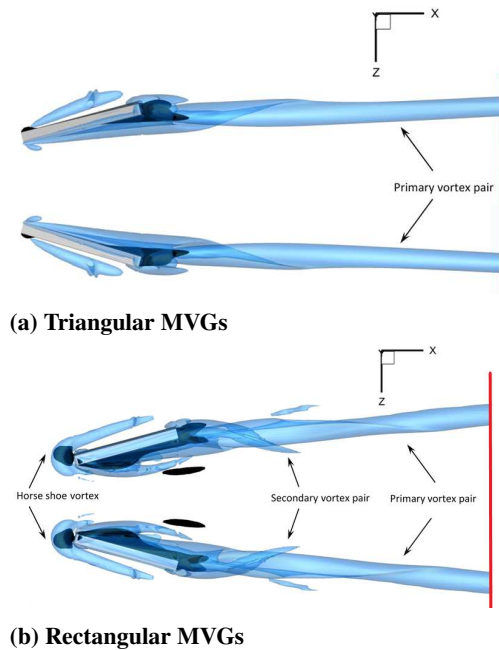 X
Z
Primary vortex pair
(a) Triangular MVGs
X
Z
Horse shoe vortex
Secondary vortex pair
Primary vortex pair
(b) Rectangular MVGs